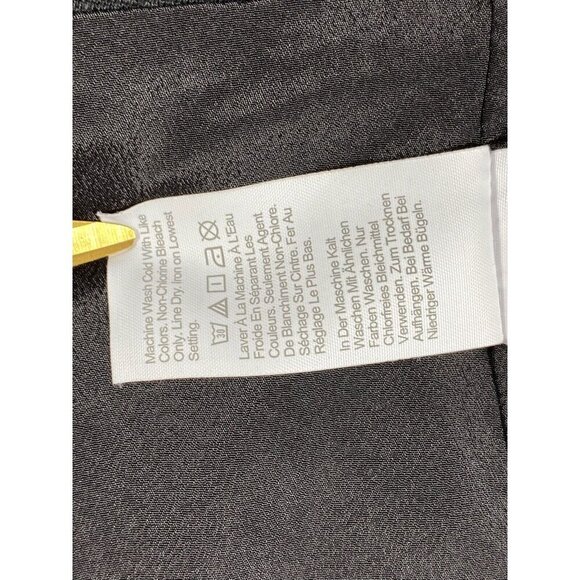 Machine Wash Cold With Like
Colors. Non-Chlorine Bleach
Only. Line Dry. Iron on Lowest
Setting.
Laver À La Machine À L'Eau
Froide En Separant Les
Couleurs. Seulement Agent
De Blanchiment Non-Chlore.
Séchage Sur Cintre. Fer Au
Réglage Le Plus Bas.
In Der Maschine Kalt
Waschen Mit Ähnlichen
Farben Waschen. Nur
Chlorfreies Bleichmittel
Verwenden. Zum Trocknen
Aufhängen. Bei Bedarf Bei
Niedriger Wärme Bügeln.